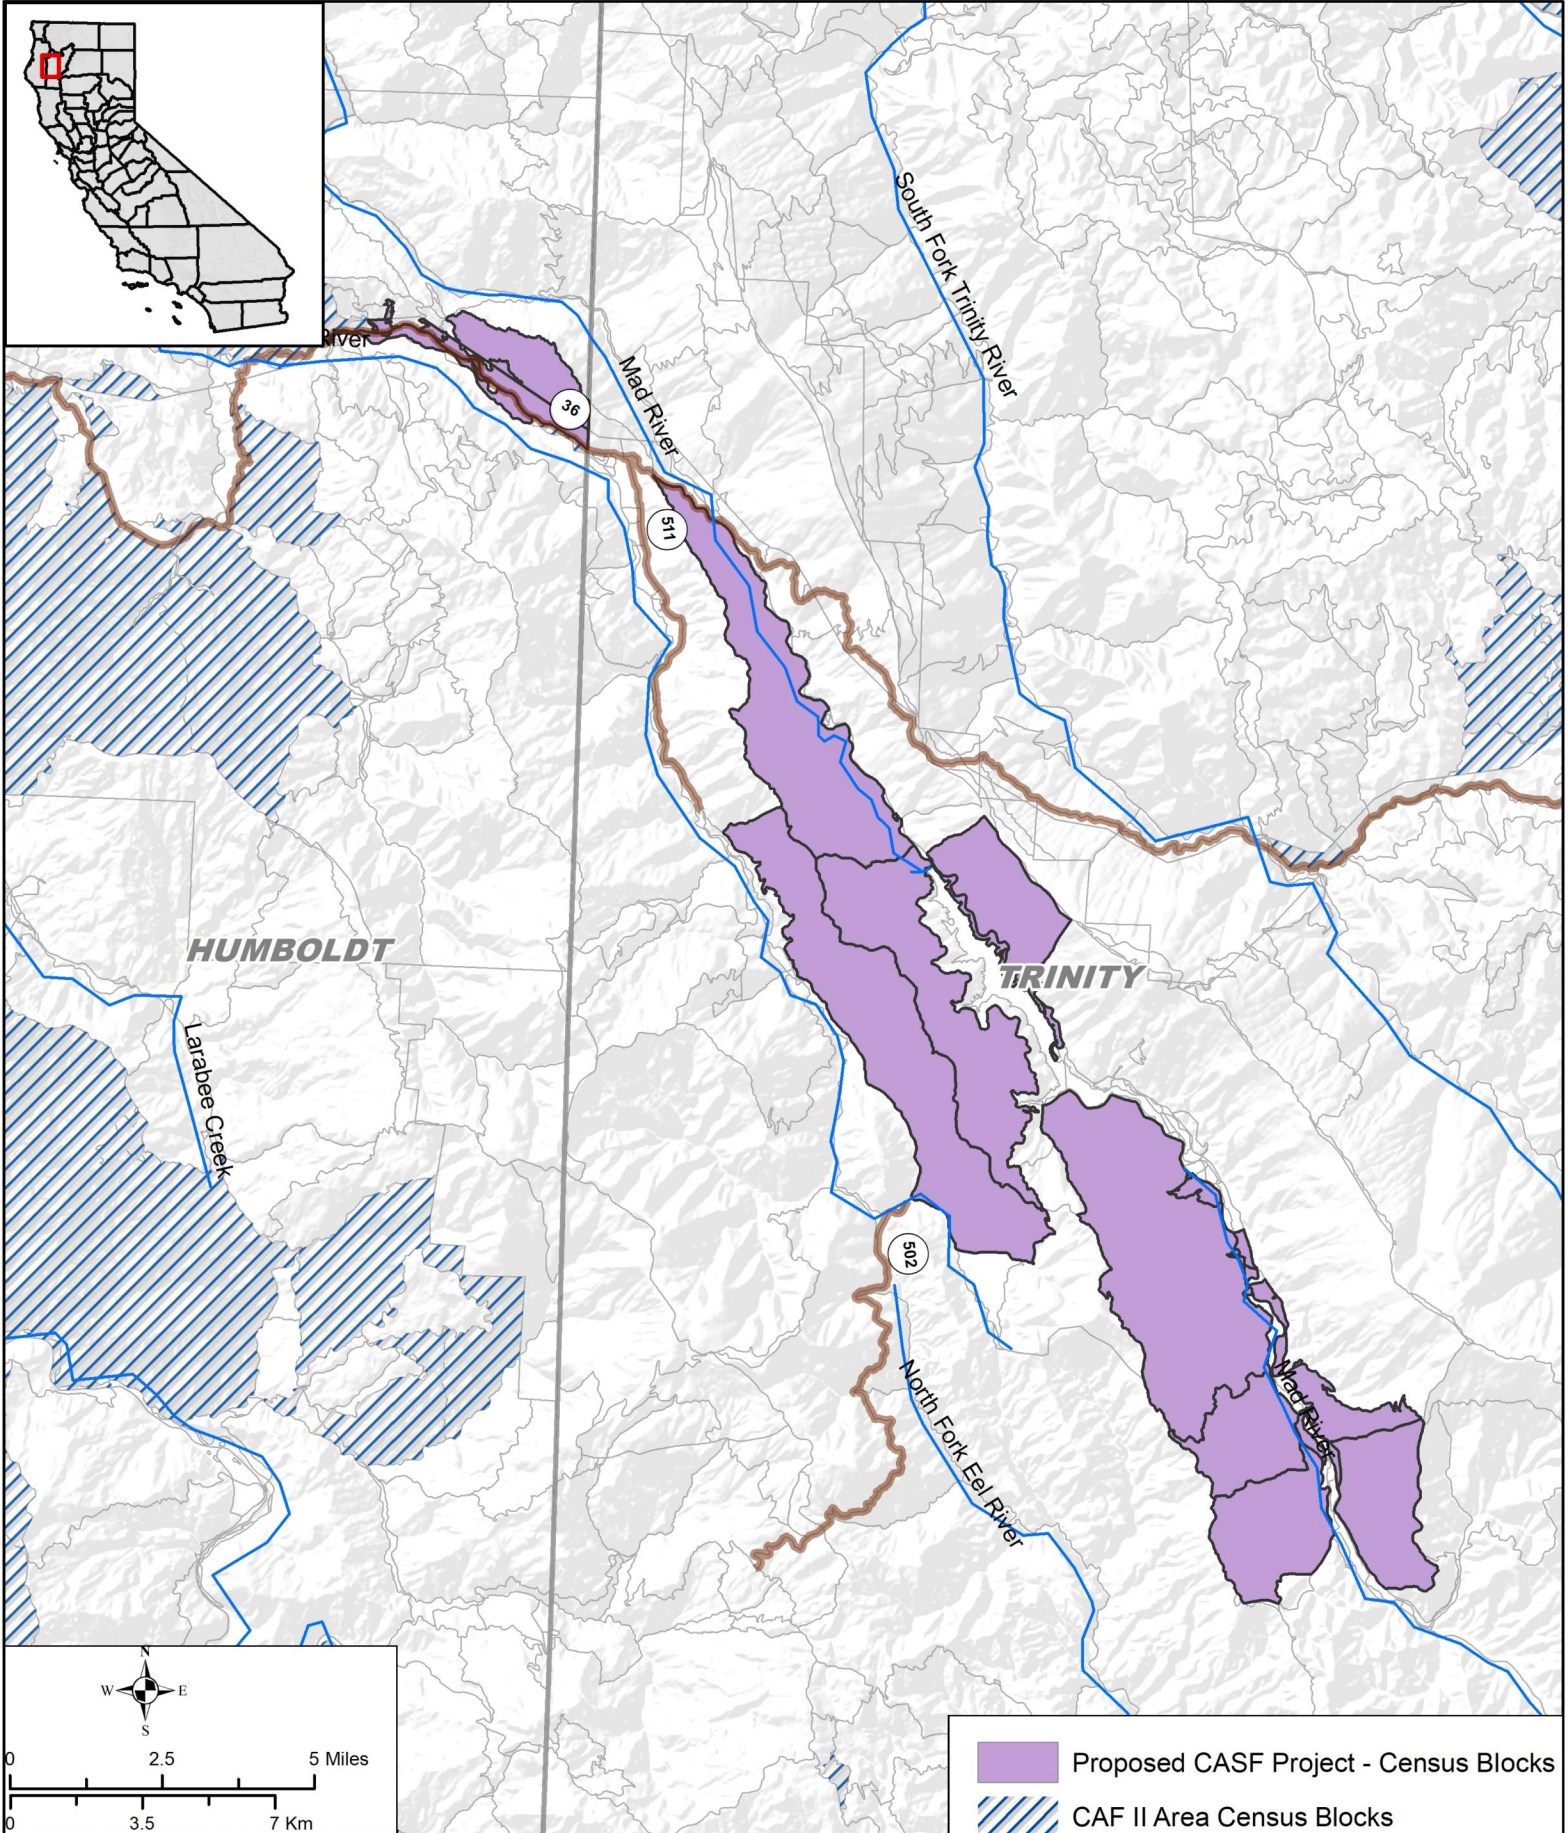 River
36
Mad River
South Fork Trinity River
511
HUMBOLDT
TRINITY
Larabee Creek
502
North Fork Eel River
Mad River
N
W E
S
0 2.5 5 Miles
0 3.5 7 Km
Proposed CASF Project - Census Blocks
CAF II Area Census Blocks